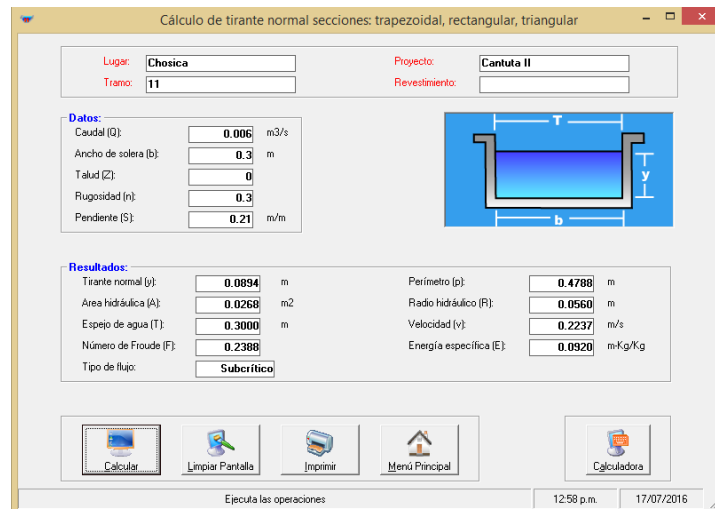 Cálculo de tirante normal secciones: trapezoidal, rectangular, triangular
Lugar: Chosica Proyecto: Cantuta II
Tramo: 11 Revestimiento:
Datos:
Caudal (Q): 0.006 m3/s
Ancho de solera (b): 0.3 m
Talud (Z): 0
Rugosidad (n): 0.3
Pendiente (S): 0.21 m/m
T
y
b
Resultados:
Tirante normal (y): 0.0894 m Perímetro (p): 0.4788 m
Area hidráulica (A): 0.0268 m2 Radio hidráulico (R): 0.0560 m
Espejo de agua (T): 0.3000 m Velocidad (v): 0.2237 m/s
Número de Froude (F): 0.2388 Energía específica (E): 0.0920 m-Kg/Kg
Tipo de flujo: Subcrítico
Calcular Limpiar Pantalla Imprimir Menú Principal Calculadora
Ejecuta las operaciones 12:58 p.m. 17/07/2016